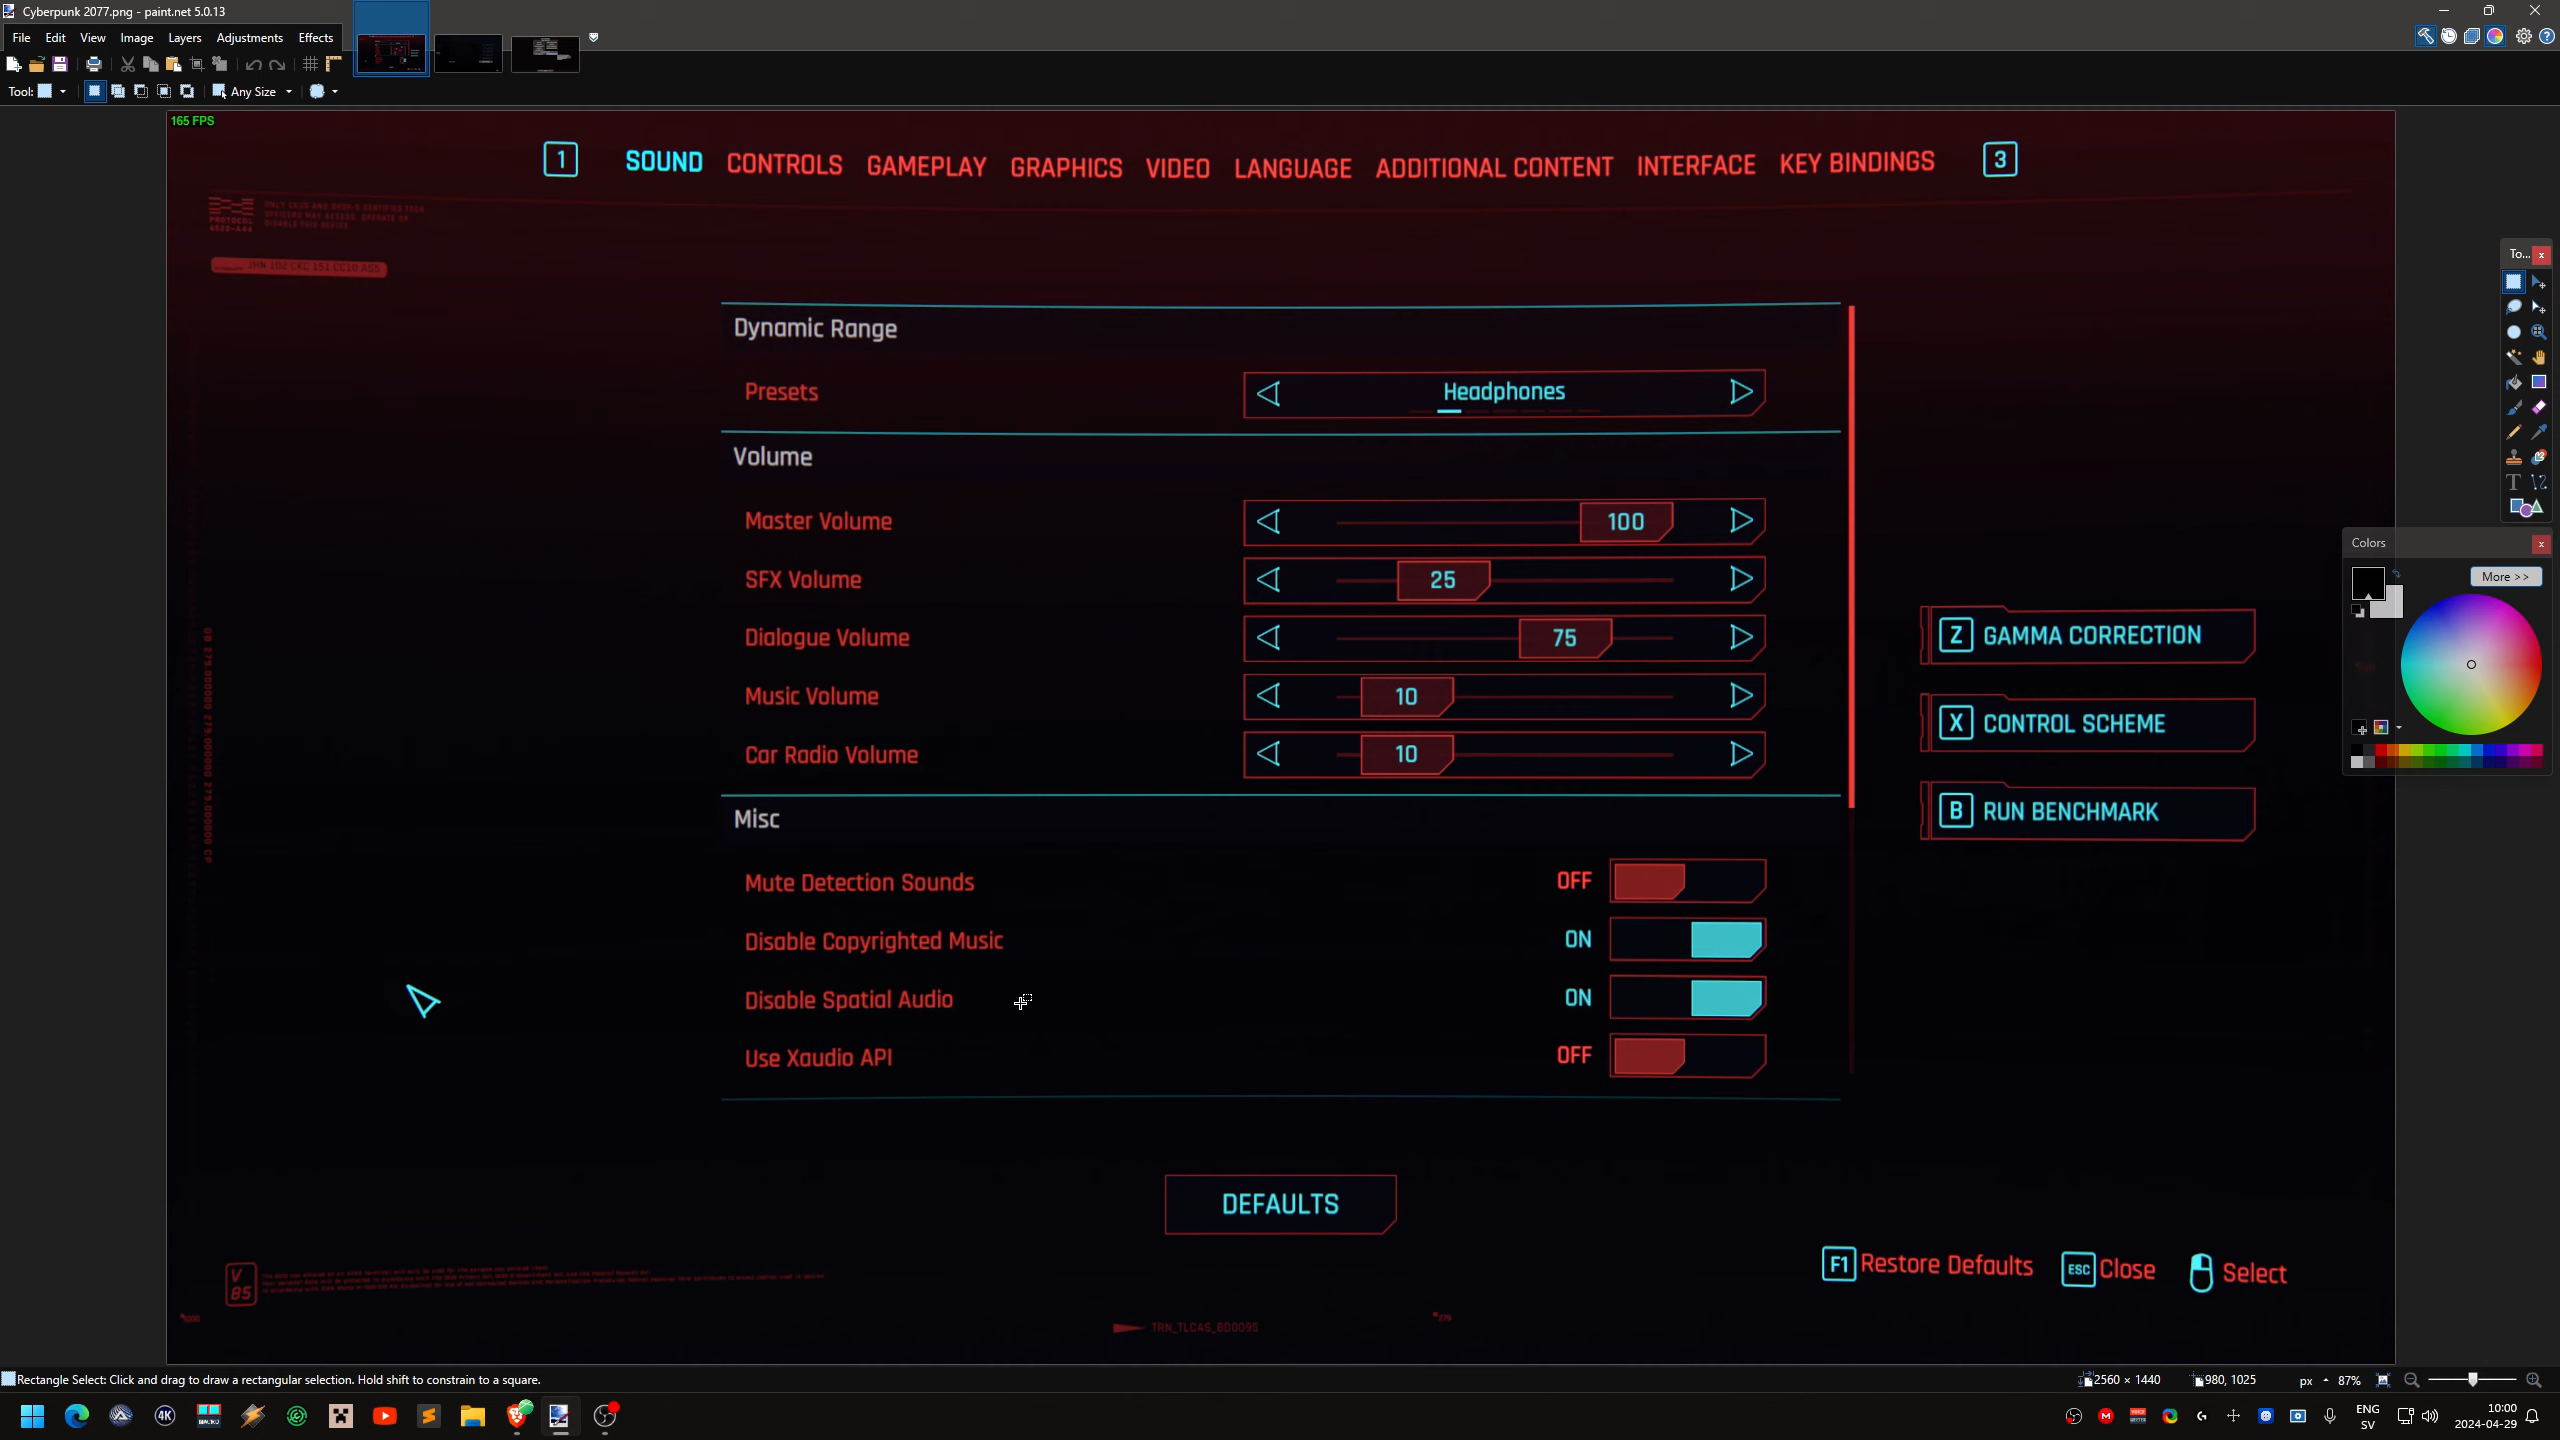 Cyberpunk 2077.png - paint.net 5.0.13
File Edit View Image Layers Adjustments Effects
Tool: Any Size
165 FPS
1 SOUND CONTROLS GAMEPLAY GRAPHICS VIDEO LANGUAGE ADDITIONAL CONTENT INTERFACE KEY BINDINGS 3
PROTOCOL
Dynamic Range
Presets Headphones
Volume
Master Volume 100
SFX Volume 25
Dialogue Volume 75
Music Volume 10
Car Radio Volume 10
Misc
Mute Detection Sounds OFF
Disable Copyrighted Music ON
Disable Spatial Audio ON
Use Xaudio API OFF
Z GAMMA CORRECTION
X CONTROL SCHEME
B RUN BENCHMARK
To... x
Colors x
More >>
DEFAULTS
F1 Restore Defaults ESC Close Select
V
85
TRN_TLCAS_800095
Rectangle Select: Click and drag to draw a rectangular selection. Hold shift to constrain to a square.
2560 × 1440 980, 1025 px 87%
4K
ENG
SV
10:00
2024-04-29